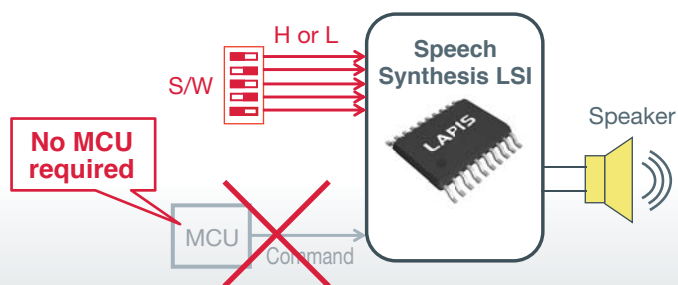 H or L
S/W
Speech
Synthesis LSI
LAPIS
Speaker
No MCU
required
MCU
Command